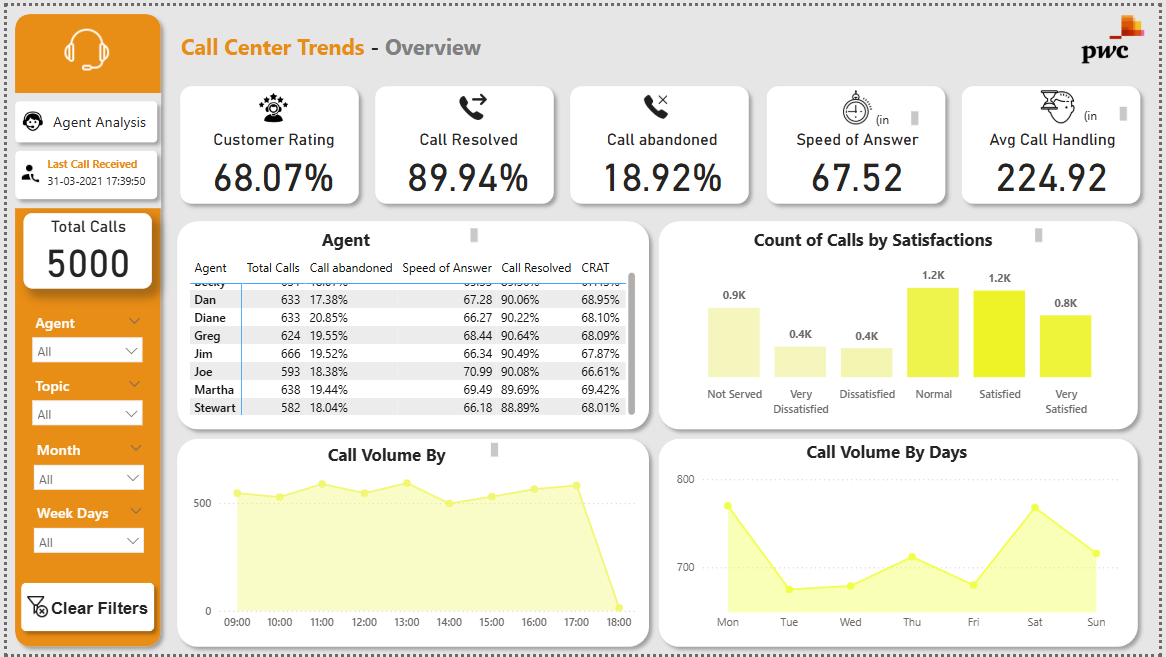 Call Center Trends - Overview
pwc
Agent Analysis
Last Call Received
31-03-2021 17:39:50
Total Calls
5000
Agent
All
Topic
All
Month
All
Week Days
All
Clear Filters
Customer Rating
68.07%
Call Resolved
89.94%
Call abandoned
18.92%
(in
Speed of Answer
67.52
(in
Avg Call Handling
224.92
Agent
Agent Total Calls Call abandoned Speed of Answer Call Resolved CRAT
Becky
Dan 633 17.38% 67.28 90.06% 68.95%
Diane 633 20.85% 66.27 90.22% 68.10%
Greg 624 19.55% 68.44 90.64% 68.09%
Jim 666 19.52% 66.34 90.49% 67.87%
Joe 593 18.38% 70.99 90.08% 66.61%
Martha 638 19.44% 69.49 89.69% 69.42%
Stewart 582 18.04% 66.18 88.89% 68.01%
Count of Calls by Satisfactions
0.9K 0.4K 0.4K 1.2K 1.2K 0.8K
Not Served Very Dissatisfied Dissatisfied Normal Satisfied Very Satisfied
Call Volume By
500
0
09:00 10:00 11:00 12:00 13:00 14:00 15:00 16:00 17:00 18:00
Call Volume By Days
800
700
Mon Tue Wed Thu Fri Sat Sun